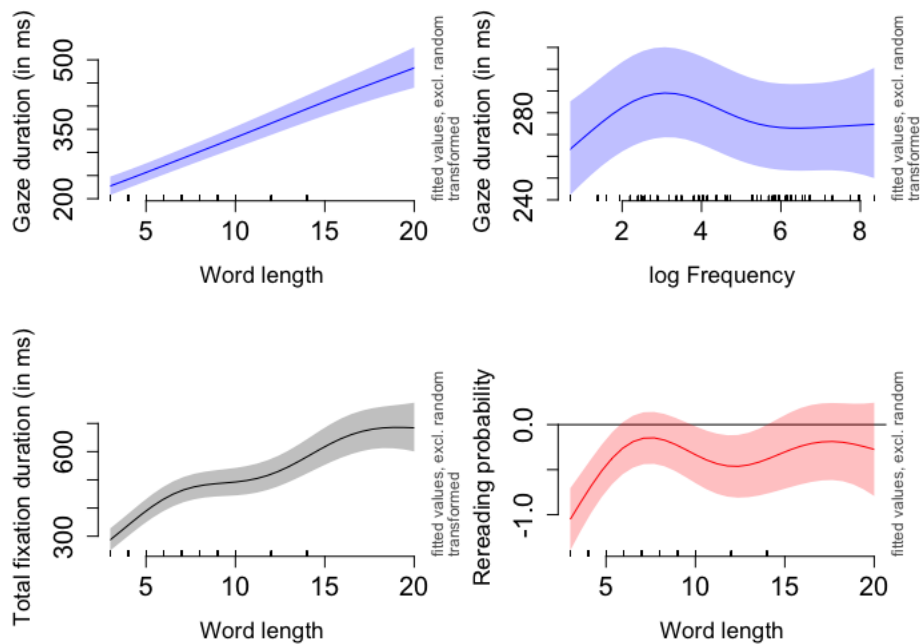 Gaze duration (in ms)
500
350
200
5
10
15
20
Word length
fitted values, excl. random
transformed
Gaze duration (in ms)
280
240
2
4
6
8
log Frequency
fitted values, excl. random
transformed
Total fixation duration (in ms)
600
300
5
10
15
20
Word length
fitted values, excl. random
transformed
Rereading probability
0.0
-1.0
5
10
15
20
Word length
fitted values, excl. random